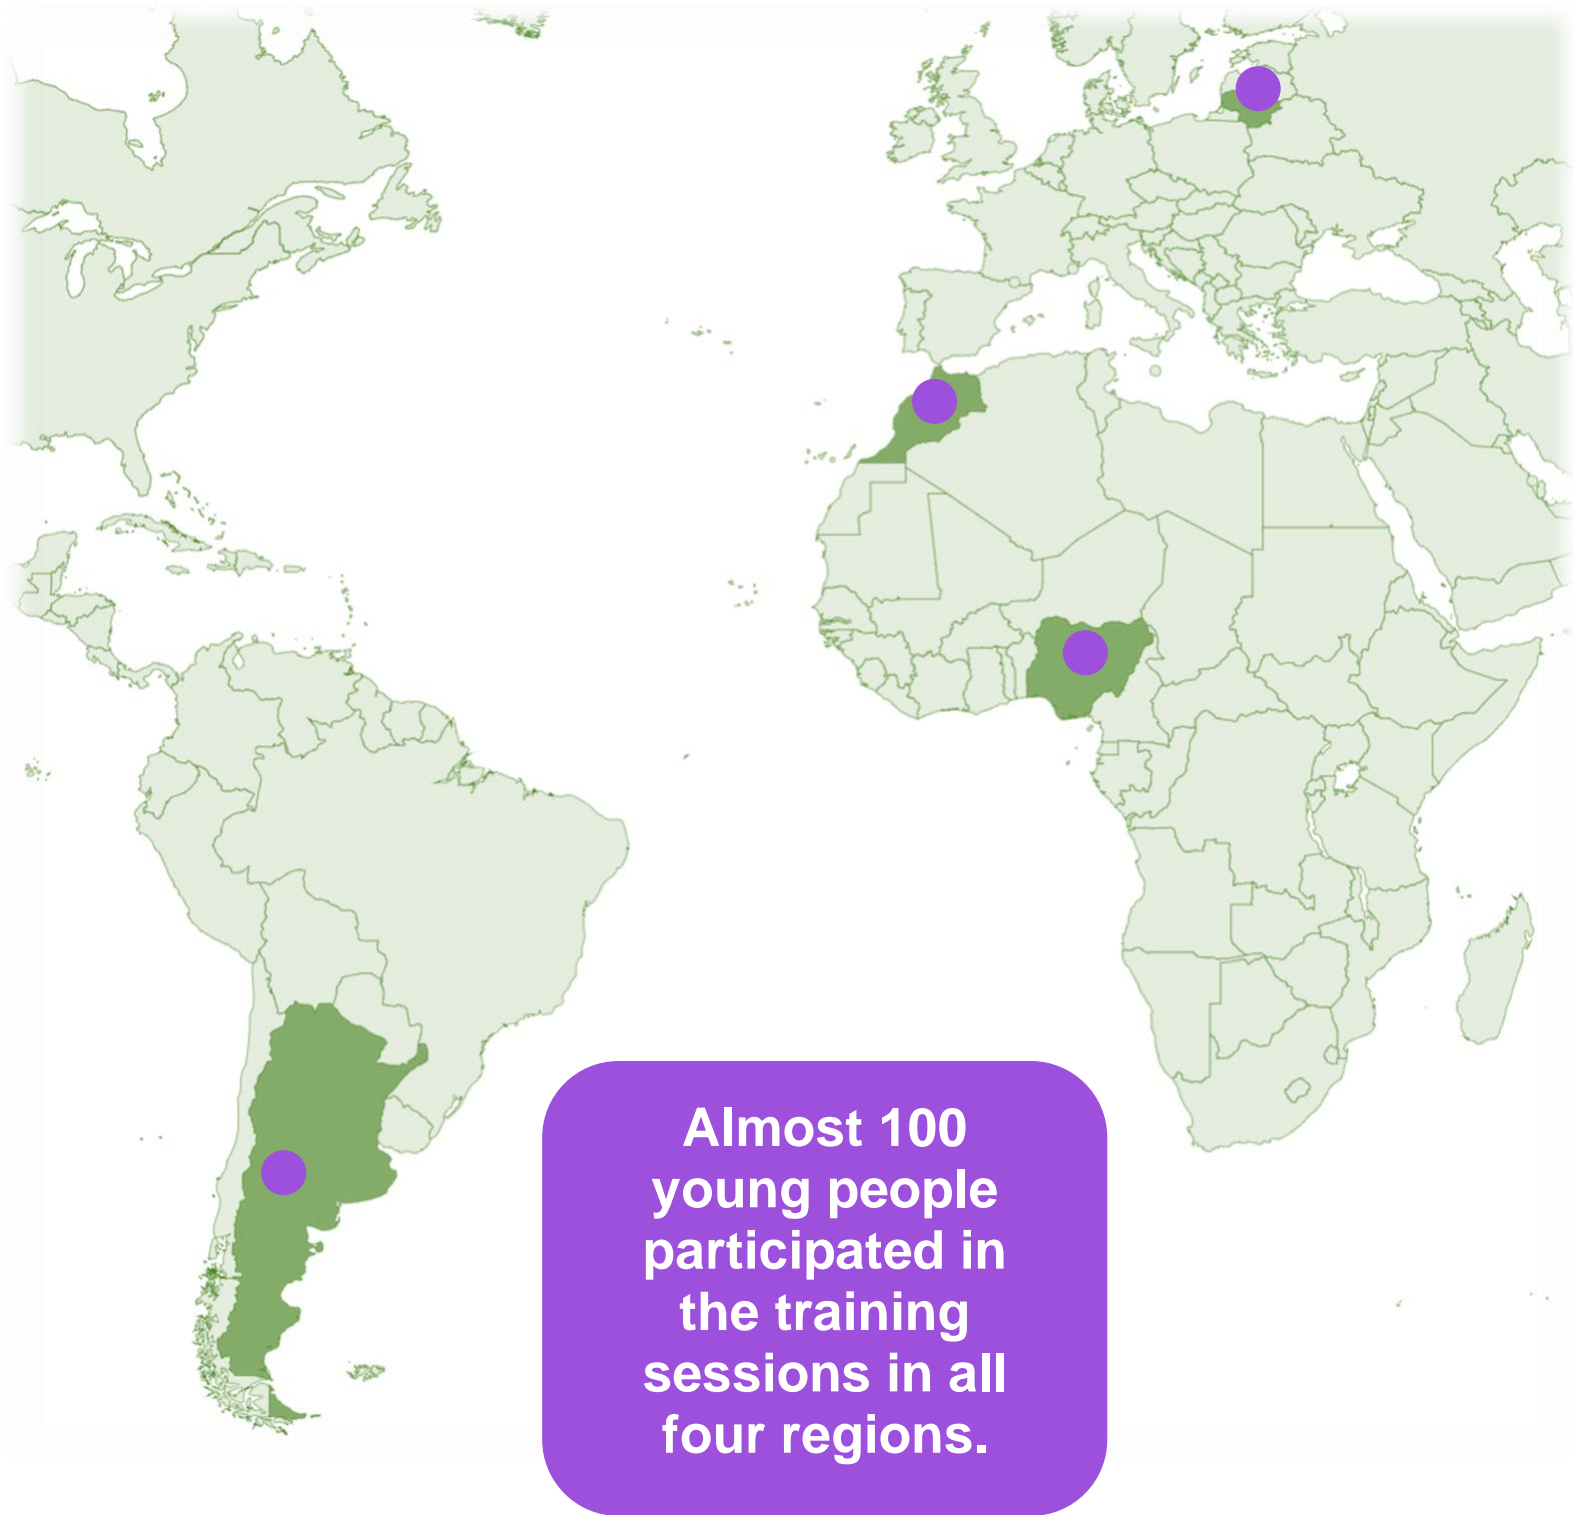 Almost 100
young people
participated in
the training
sessions in all
four regions.